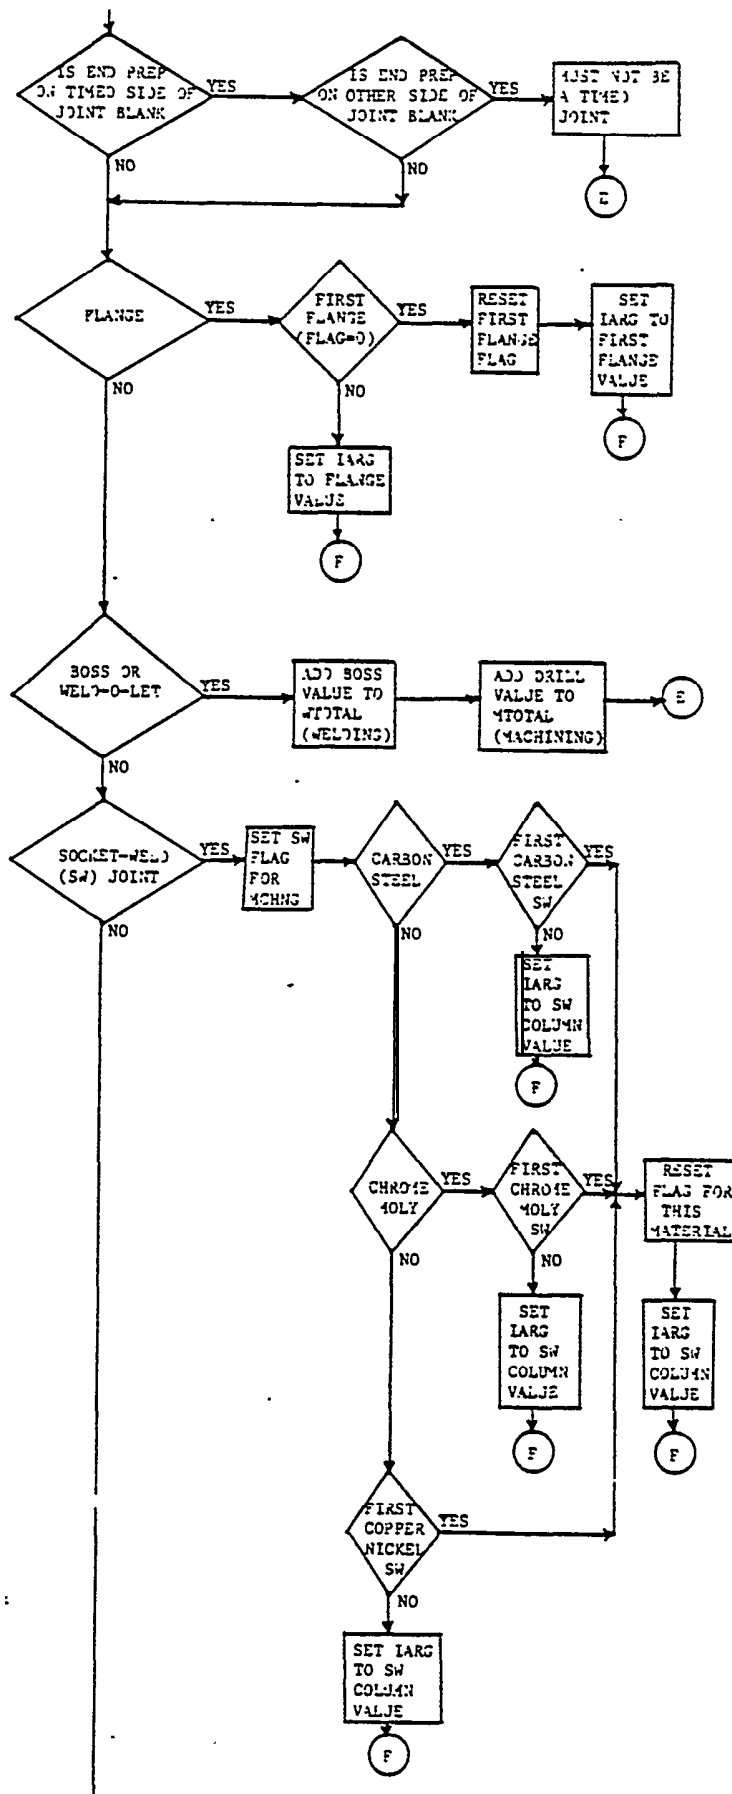 IS END PREP
ON TIMED SIDE OF
JOINT BLANK
YES
NO
IS END PREP
ON OTHER SIDE OF
JOINT BLANK
YES
NO
MUST NOT BE
A TIMED
JOINT
E
FLANGE
YES
NO
FIRST
FLANGE
(FLAG=0)
YES
NO
RESET
FIRST
FLANGE
FLAG
SET
IARG TO
FIRST
FLANGE
VALUE
F
SET IARG
TO FLANGE
VALUE
F
BOSS OR
WELD-O-LET
YES
NO
ADD BOSS
VALUE TO
WTOTAL
(WELDING)
ADD DRILL
VALUE TO
MTOTAL
(MACHINING)
E
SOCKET-WELD
(SW) JOINT
YES
NO
SET SW
FLAG
FOR
MCHNG
CARBON
STEEL
YES
NO
FIRST
CARBON
STEEL
SW
YES
NO
SET
IARG
TO SW
COLUMN
VALUE
F
CHROME
MOLY
YES
NO
FIRST
CHROME
MOLY
SW
YES
NO
RESET
FLAG FOR
THIS
MATERIAL
SET
IARG
TO SW
COLUMN
VALUE
F
SET
IARG
TO SW
COLUMN
VALUE
F
FIRST
COPPER
NICKEL
SW
YES
NO
SET IARG
TO SW
COLUMN
VALUE
F